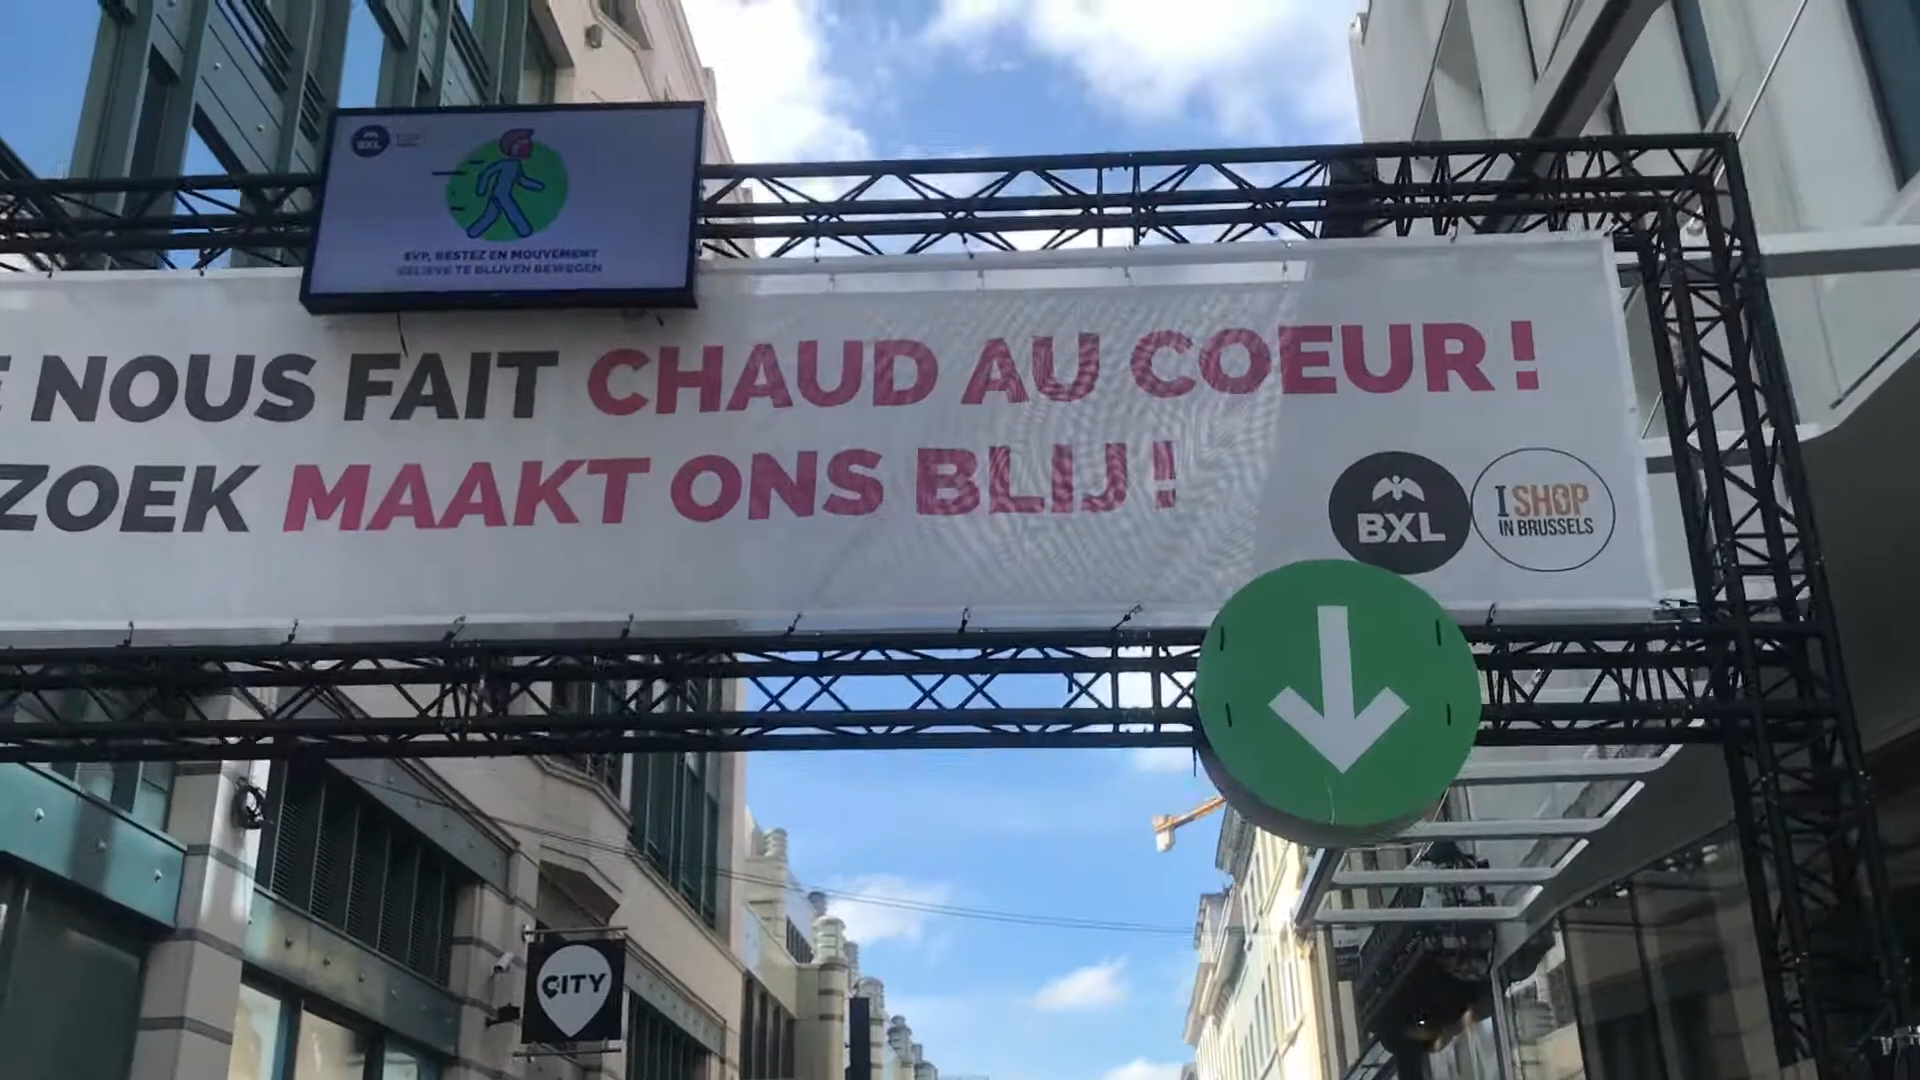 BXL
SVP, RESTEZ EN MOUVEMENT
GELIEVE TE BLIJVEN BEWEGEN
NOUS FAIT CHAUD AU COEUR !
ZOEK MAAKT ONS BLIJ !
BXL
I SHOP
IN BRUSSELS
CITY